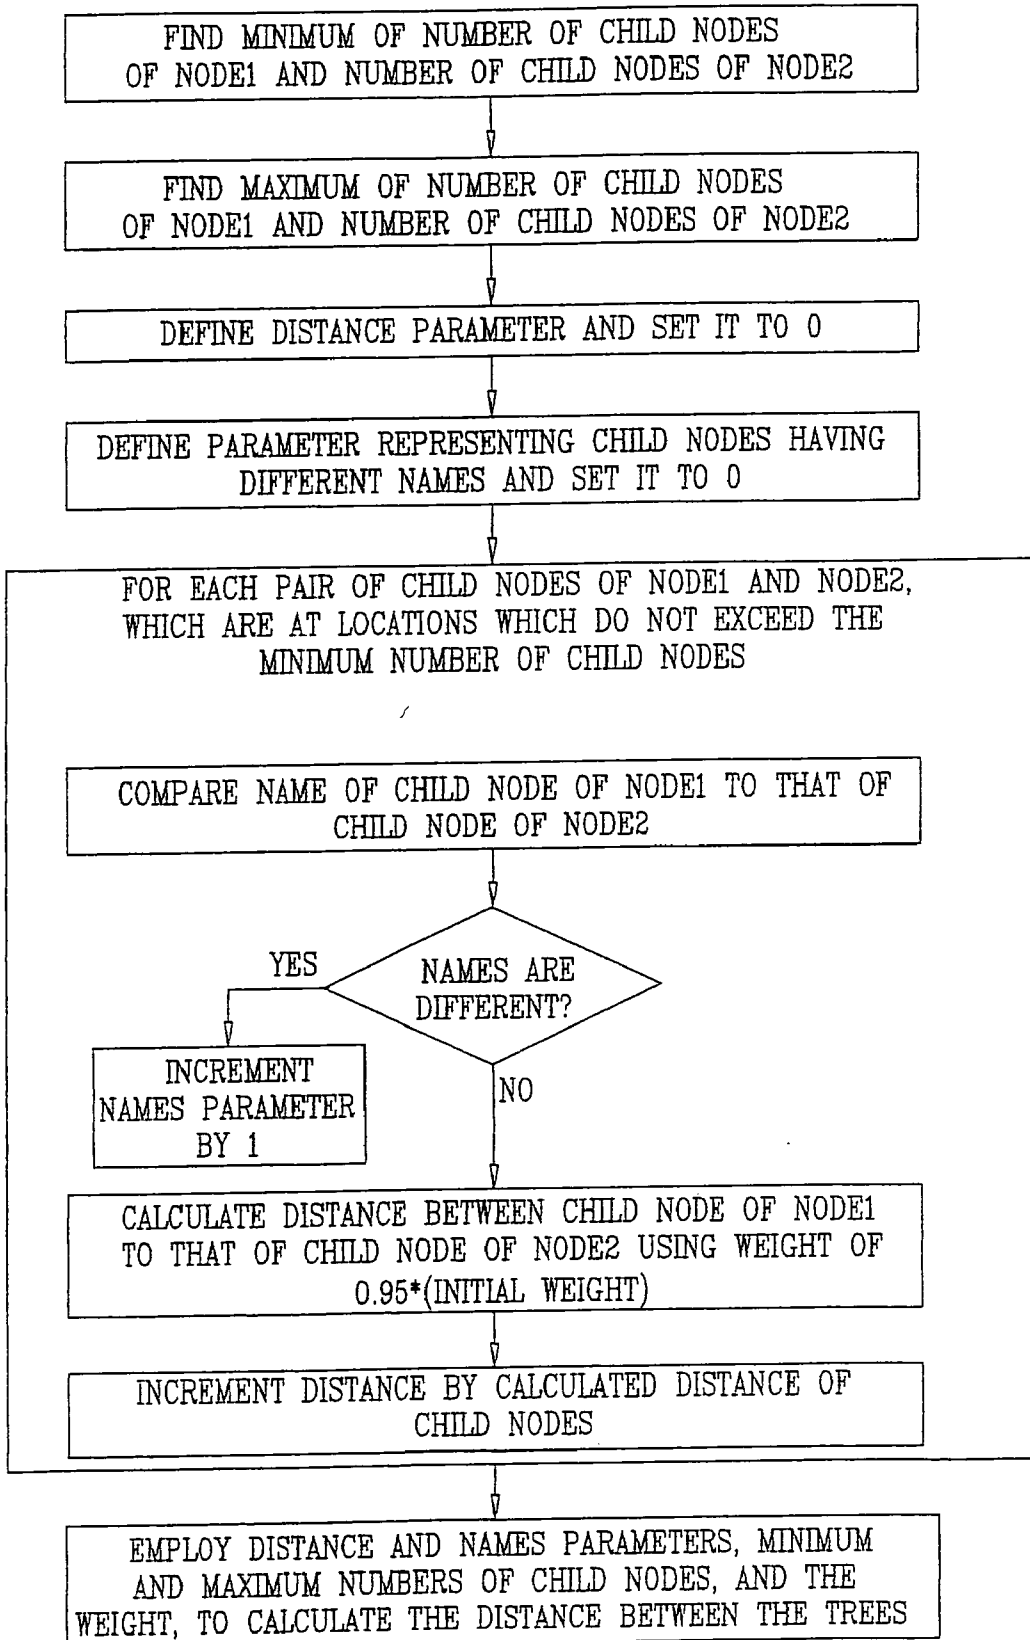 FIND MINIMUM OF NUMBER OF CHILD NODES
OF NODE1 AND NUMBER OF CHILD NODES OF NODE2
FIND MAXIMUM OF NUMBER OF CHILD NODES
OF NODE1 AND NUMBER OF CHILD NODES OF NODE2
DEFINE DISTANCE PARAMETER AND SET IT TO 0
DEFINE PARAMETER REPRESENTING CHILD NODES HAVING
DIFFERENT NAMES AND SET IT TO 0
FOR EACH PAIR OF CHILD NODES OF NODE1 AND NODE2,
WHICH ARE AT LOCATIONS WHICH DO NOT EXCEED THE
MINIMUM NUMBER OF CHILD NODES
COMPARE NAME OF CHILD NODE OF NODE1 TO THAT OF
CHILD NODE OF NODE2
YES
NAMES ARE
DIFFERENT?
INCREMENT
NAMES PARAMETER
BY 1
NO
CALCULATE DISTANCE BETWEEN CHILD NODE OF NODE1
TO THAT OF CHILD NODE OF NODE2 USING WEIGHT OF
0.95*(INITIAL WEIGHT)
INCREMENT DISTANCE BY CALCULATED DISTANCE OF
CHILD NODES
EMPLOY DISTANCE AND NAMES PARAMETERS, MINIMUM
AND MAXIMUM NUMBERS OF CHILD NODES, AND THE
WEIGHT, TO CALCULATE THE DISTANCE BETWEEN THE TREES